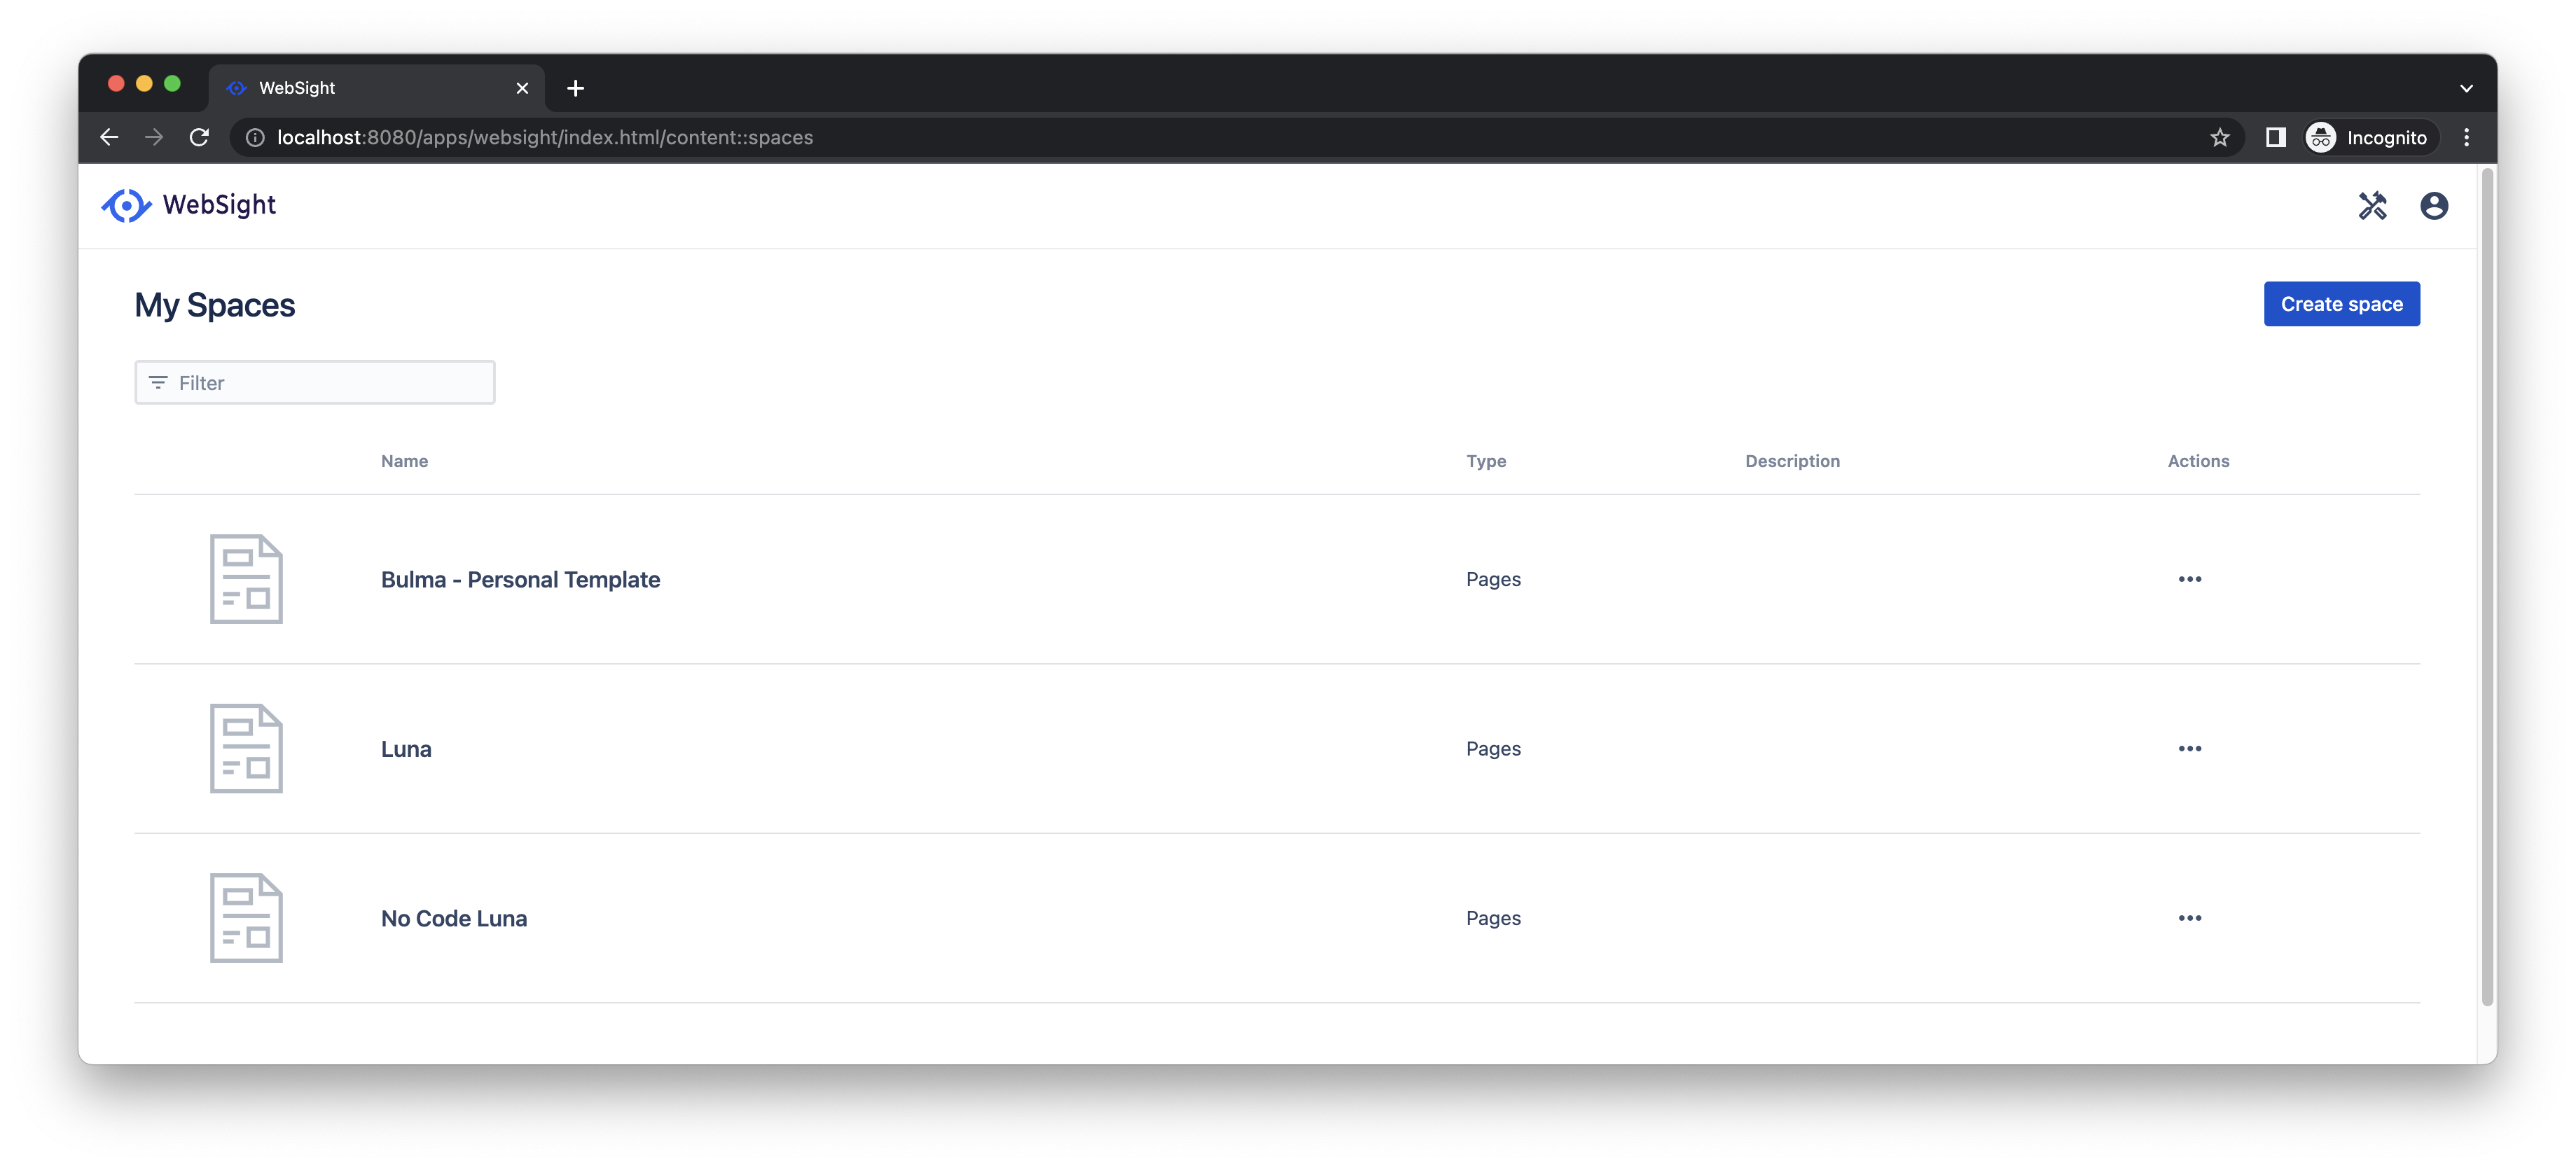 WebSight
localhost:8080/apps/websight/index.html/content::spaces
Incognito
WebSight
My Spaces
Create space
Filter
Name Type Description Actions
Bulma - Personal Template Pages
Luna Pages
No Code Luna Pages